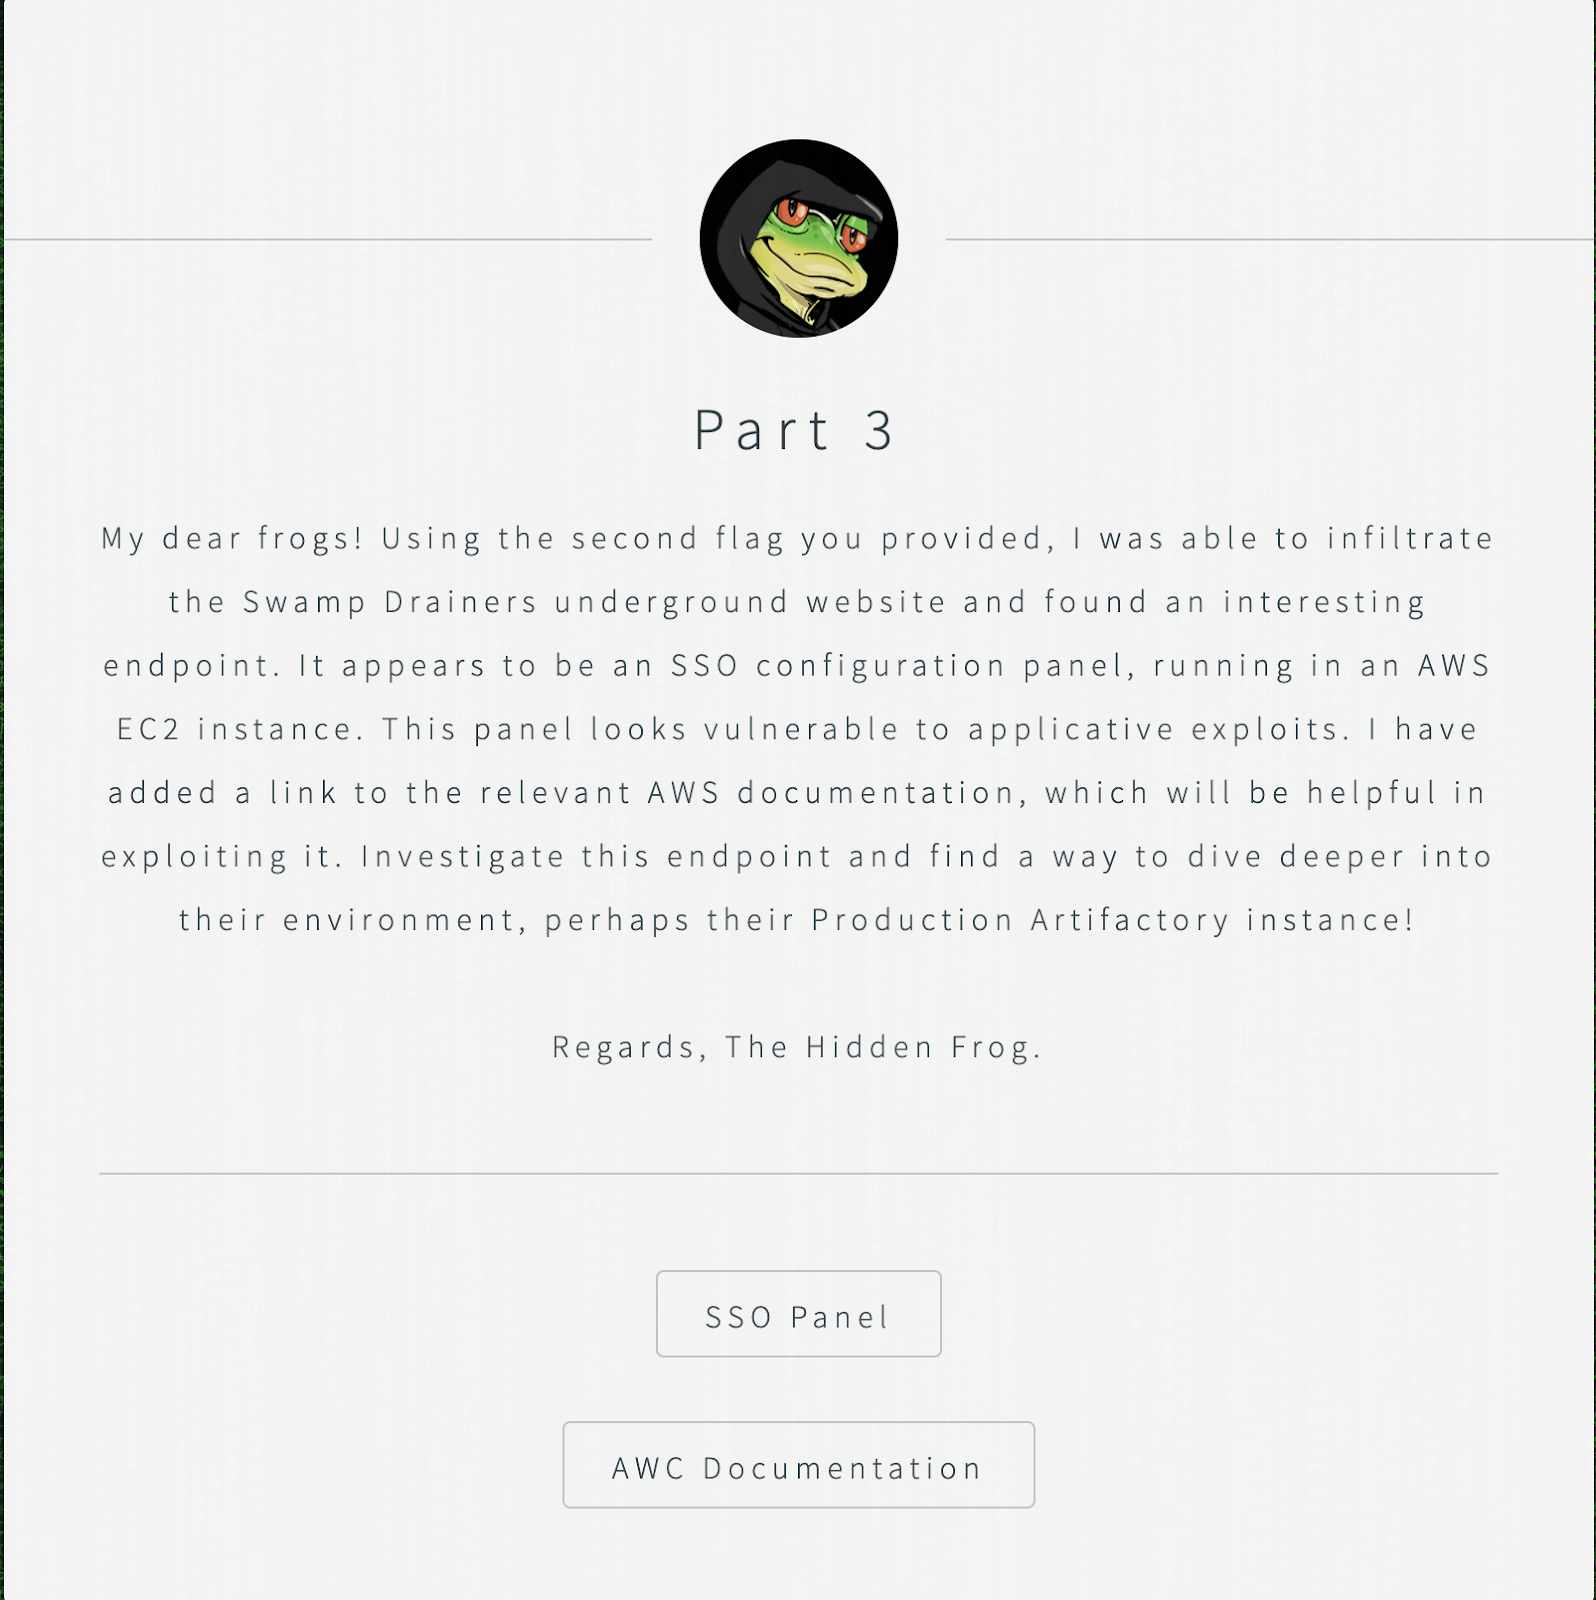 Part 3
My dear frogs! Using the second flag you provided, I was able to infiltrate
the Swamp Drainers underground website and found an interesting
endpoint. It appears to be an SSO configuration panel, running in an AWS
EC2 instance. This panel looks vulnerable to applicative exploits. I have
added a link to the relevant AWS documentation, which will be helpful in
exploiting it. Investigate this endpoint and find a way to dive deeper into
their environment, perhaps their Production Artifactory instance!
Regards, The Hidden Frog.
SSO Panel
AWC Documentation